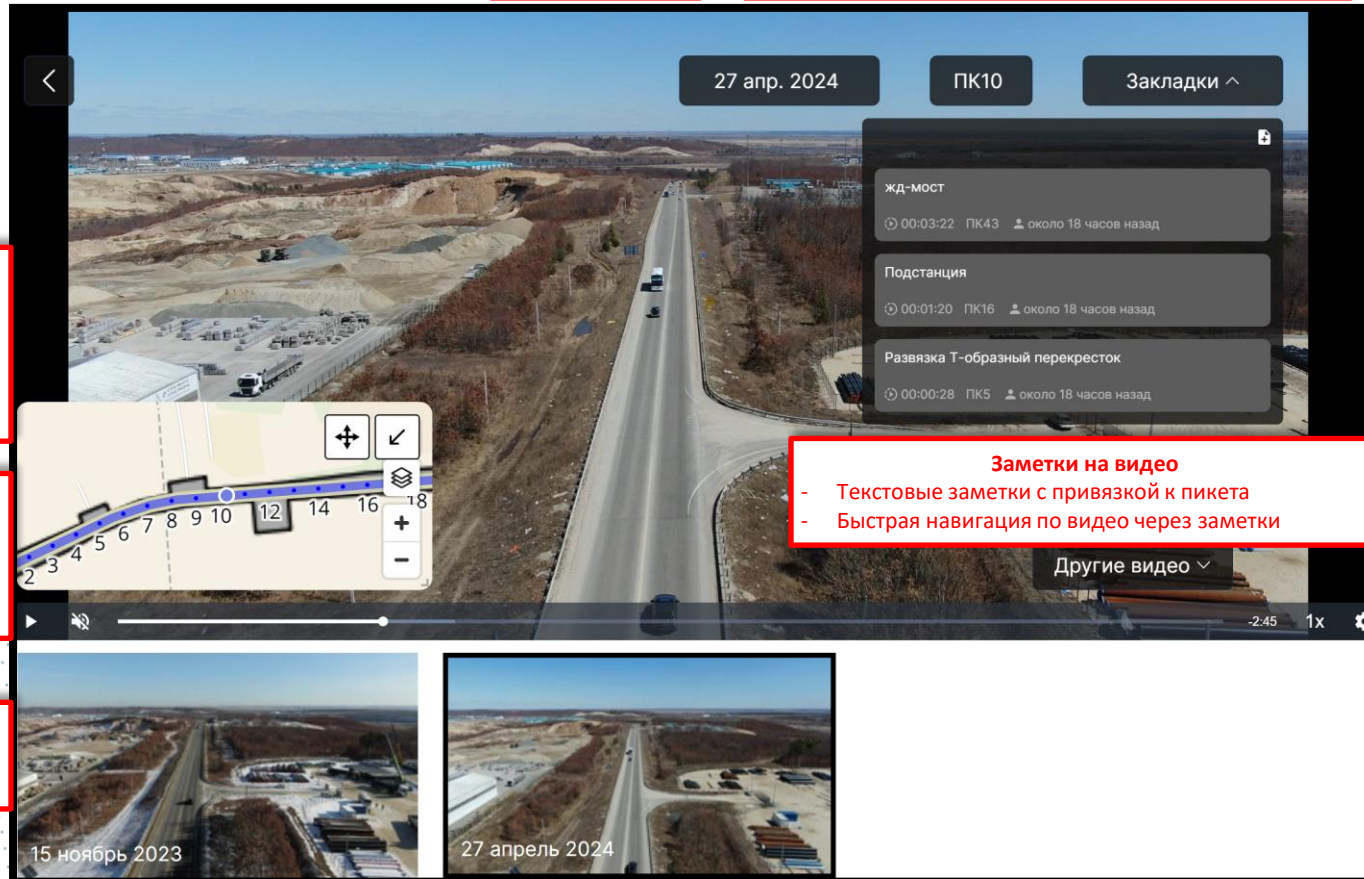 27 апр. 2024
ПК10
Закладки
жд-мост
00:03:22 ПК43 около 18 часов назад
Подстанция
00:01:20 ПК16 около 18 часов назад
Развязка Т-образный перекресток
00:00:28 ПК5 около 18 часов назад
2 3 4 5 6 7 8 9 10 12 14 16 18
Заметки на видео
- Текстовые заметки с привязкой к пикета
- Быстрая навигация по видео через заметки
Другие видео
-2:45 1x
15 ноябрь 2023
27 апрель 2024